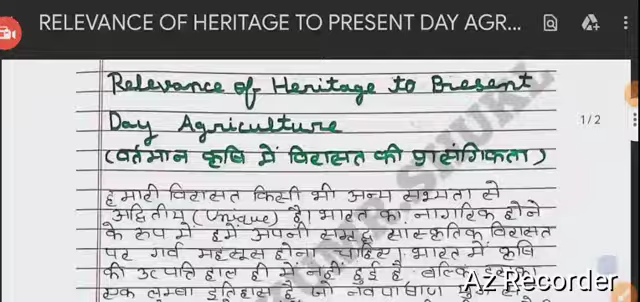 RELEVANCE OF HERITAGE TO PRESENT DAY AGR...
Relevance of Heritage to Present
1/2
Day Agriculture
(वर्तमान कृषि में विरासत की प्रासंगिकता)
हमारी विरासत किसी भी अन्य सभ्यता से
अद्वितीय (Unique) है। भारत का नागरिक होने
के रूप में हमें अपनी समृद्ध सांस्कृतिक विरासत
पर गर्व महसूस होना चाहिए। भारत में कृषि
की उत्पत्ति हाल ही में नहीं हुई है, बल्कि इसका
एक लम्बा इतिहास है जो नवपाषाण
Az Recorder